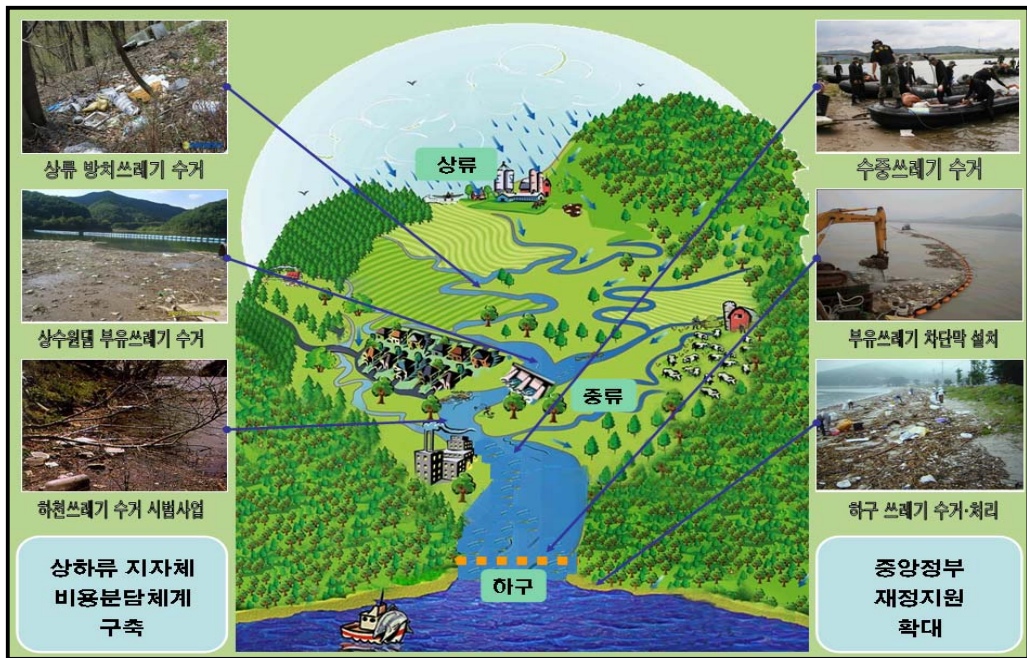 상류 방치쓰레기 수거
상수원댐 부유쓰레기 수거
하천쓰레기 수거 시범사업
상하류 지자체
비용분담체계
구축
상류
중류
하구
수중쓰레기 수거
부유쓰레기 차단막 설치
하구 쓰레기 수거·처리
중앙정부
재정지원
확대